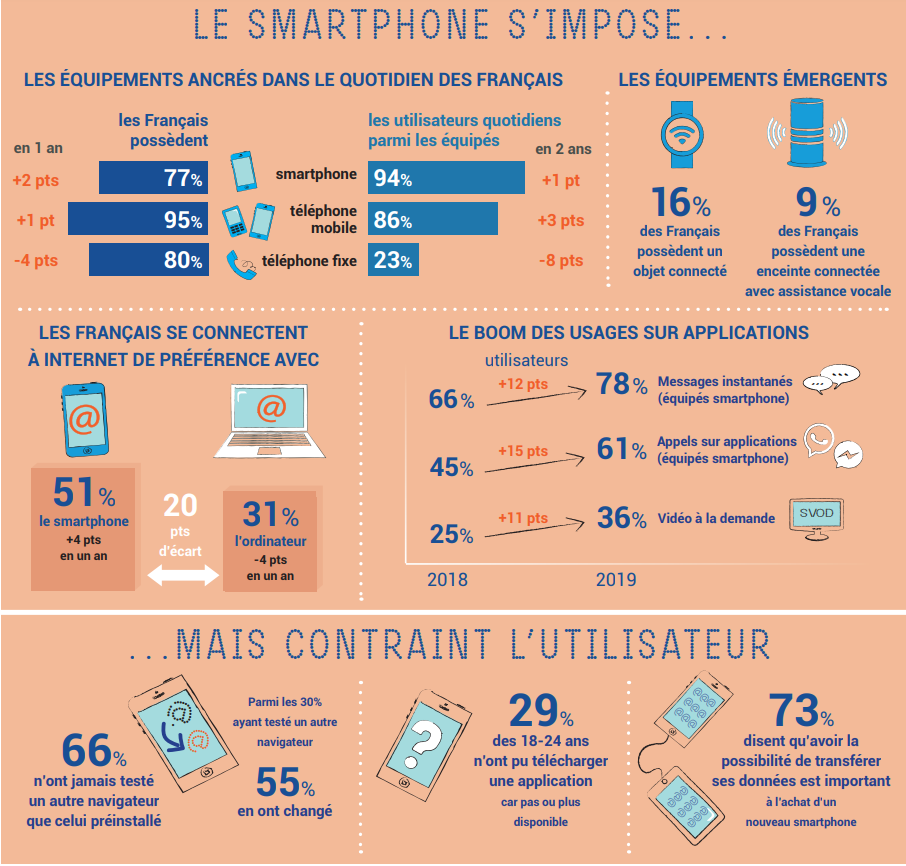 LE SMARTPHONE S'IMPOSE...
LES ÉQUIPEMENTS ANCRÉS DANS LE QUOTIDIEN DES FRANÇAIS
en 1 an
les Français
possèdent
les utilisateurs quotidiens
parmi les équipés
en 2 ans
+2 pts
77%
smartphone
94%
+1 pt
+1 pt
95%
téléphone
mobile
86%
+3 pts
-4 pts
80%
téléphone fixe
23%
-8 pts
LES ÉQUIPEMENTS ÉMERGENTS
16%
des Français
possèdent un
objet connecté
9%
des Français
possèdent une
enceinte connectée
avec assistance vocale
LES FRANÇAIS SE CONNECTENT
À INTERNET DE PRÉFÉRENCE AVEC
@
@
51%
le smartphone
+4 pts
en un an
20
pts
d'écart
31%
l'ordinateur
-4 pts
en un an
LE BOOM DES USAGES SUR APPLICATIONS
utilisateurs
66%
+12 pts
78%
Messages instantanés
(équipés smartphone)
45%
+15 pts
61%
Appels sur applications
(équipés smartphone)
25%
+11 pts
36%
Vidéo à la demande
SVOD
2018
2019
...MAIS CONTRAINT L'UTILISATEUR
@
@
66%
n'ont jamais testé
un autre navigateur
que celui préinstallé
Parmi les 30%
ayant testé un autre
navigateur
55%
en ont changé
?
29%
des 18-24 ans
n'ont pu télécharger
une application
car pas ou plus
disponible
73%
disent qu'avoir la
possibilité de transférer
ses données est important
à l'achat d'un
nouveau smartphone